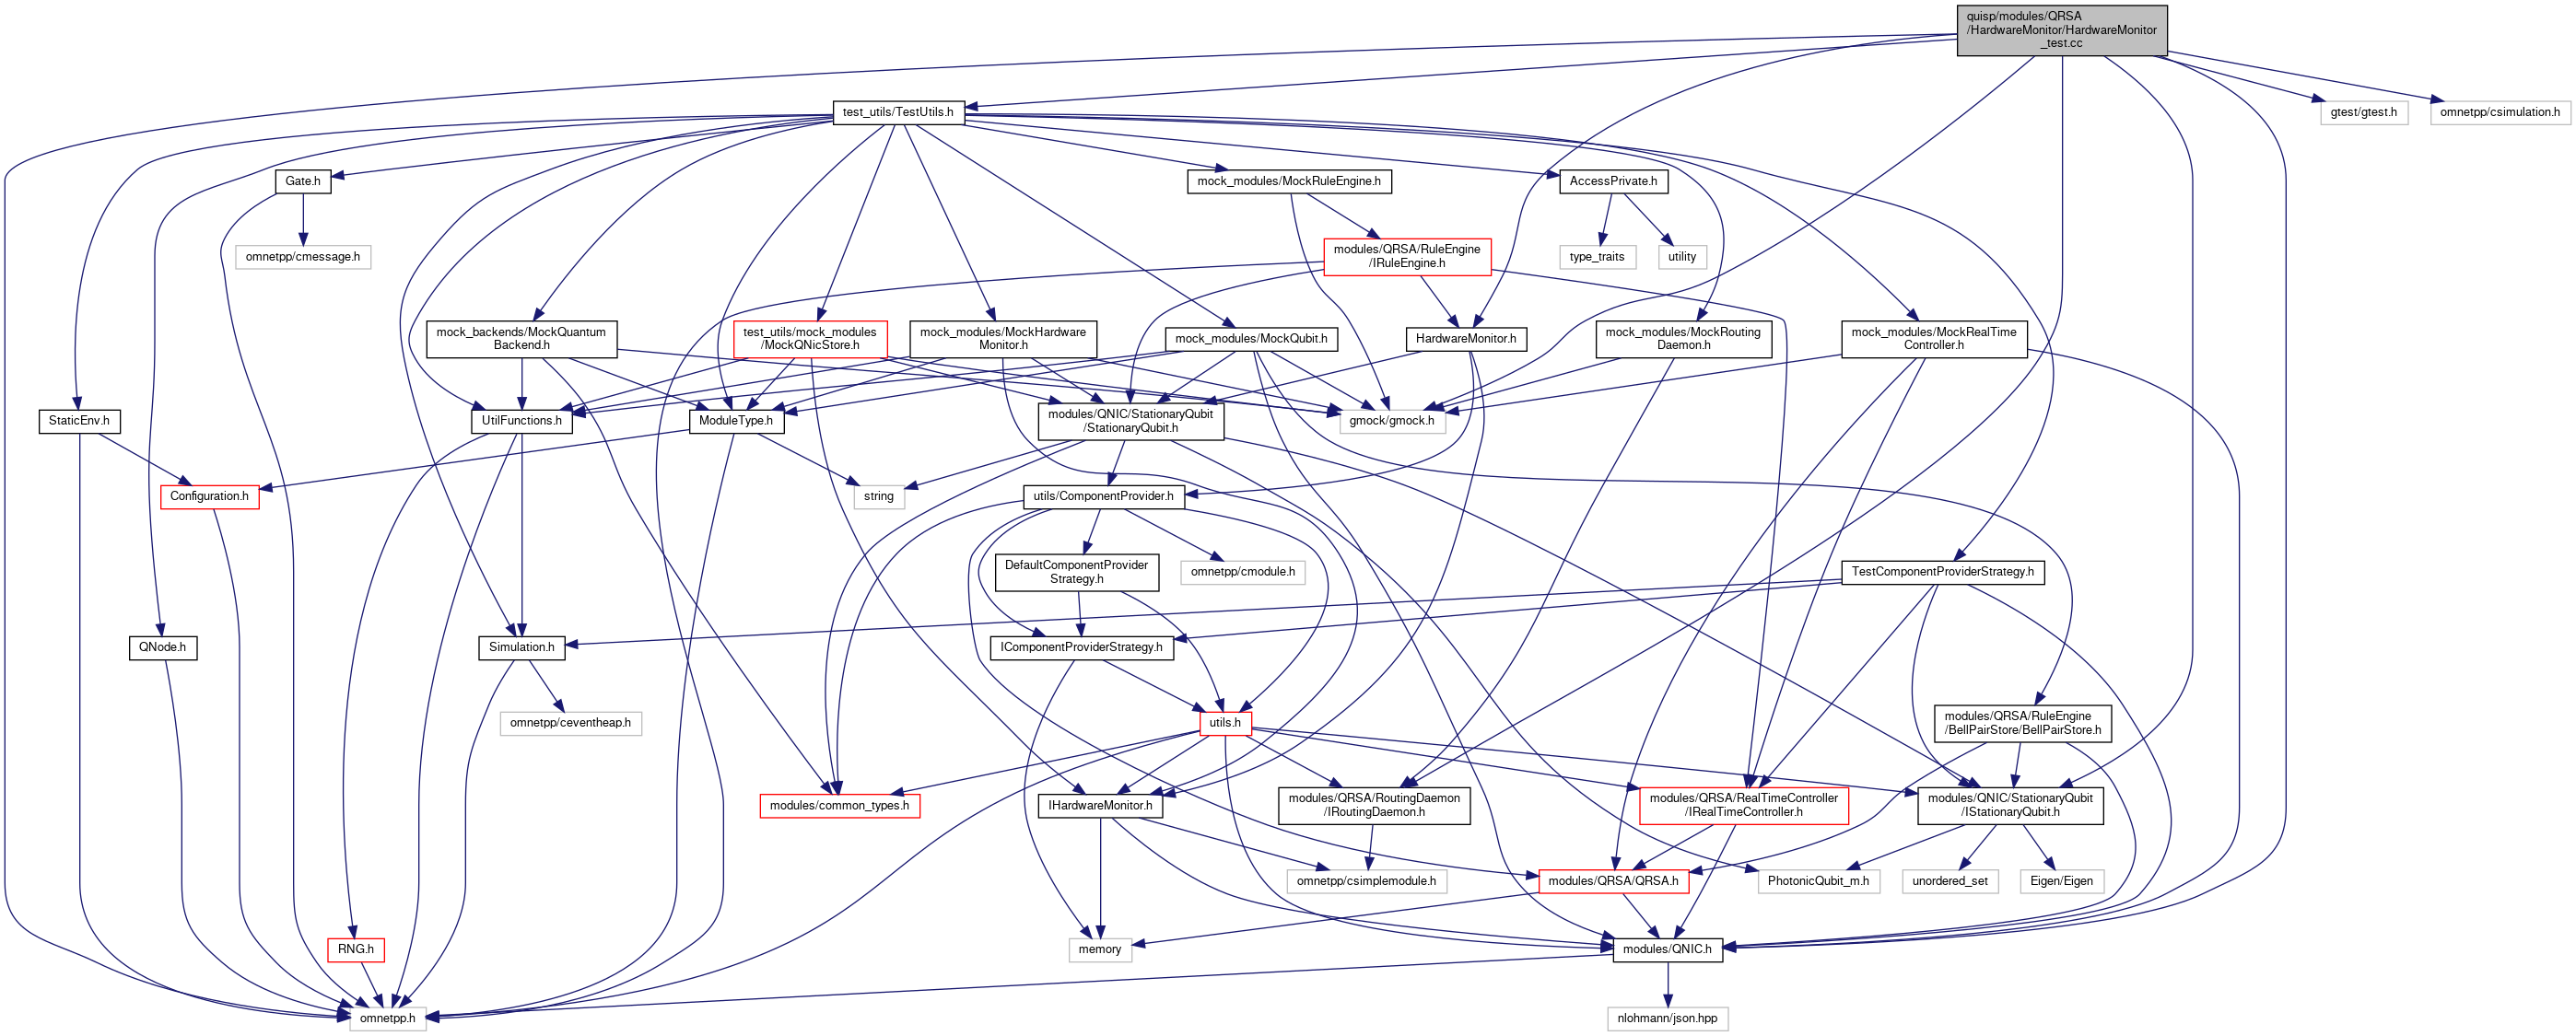 quisp/modules/QRSA
/HardwareMonitor/HardwareMonitor
_test.cc
test_utils/TestUtils.h
gtest/gtest.h
omnetpp/csimulation.h
Gate.h
mock_modules/MockRuleEngine.h
AccessPrivate.h
omnetpp/cmessage.h
modules/QRSA/RuleEngine
/IRuleEngine.h
type_traits
utility
mock_backends/MockQuantum
Backend.h
test_utils/mock_modules
/MockQNicStore.h
mock_modules/MockHardware
Monitor.h
mock_modules/MockQubit.h
HardwareMonitor.h
mock_modules/MockRouting
Daemon.h
mock_modules/MockRealTime
Controller.h
StaticEnv.h
UtilFunctions.h
ModuleType.h
modules/QNIC/StationaryQubit
/StationaryQubit.h
gmock/gmock.h
Configuration.h
string
utils/ComponentProvider.h
DefaultComponentProvider
Strategy.h
omnetpp/cmodule.h
TestComponentProviderStrategy.h
QNode.h
Simulation.h
IComponentProviderStrategy.h
omnetpp/ceventheap.h
utils.h
modules/QRSA/RuleEngine
/BellPairStore/BellPairStore.h
modules/common_types.h
IHardwareMonitor.h
modules/QRSA/RoutingDaemon
/IRoutingDaemon.h
modules/QRSA/RealTimeController
/IRealTimeController.h
modules/QNIC/StationaryQubit
/IStationaryQubit.h
omnetpp/csimplemodule.h
modules/QRSA/QRSA.h
PhotonicQubit_m.h
unordered_set
Eigen/Eigen
RNG.h
memory
modules/QNIC.h
omnetpp.h
nlohmann/json.hpp